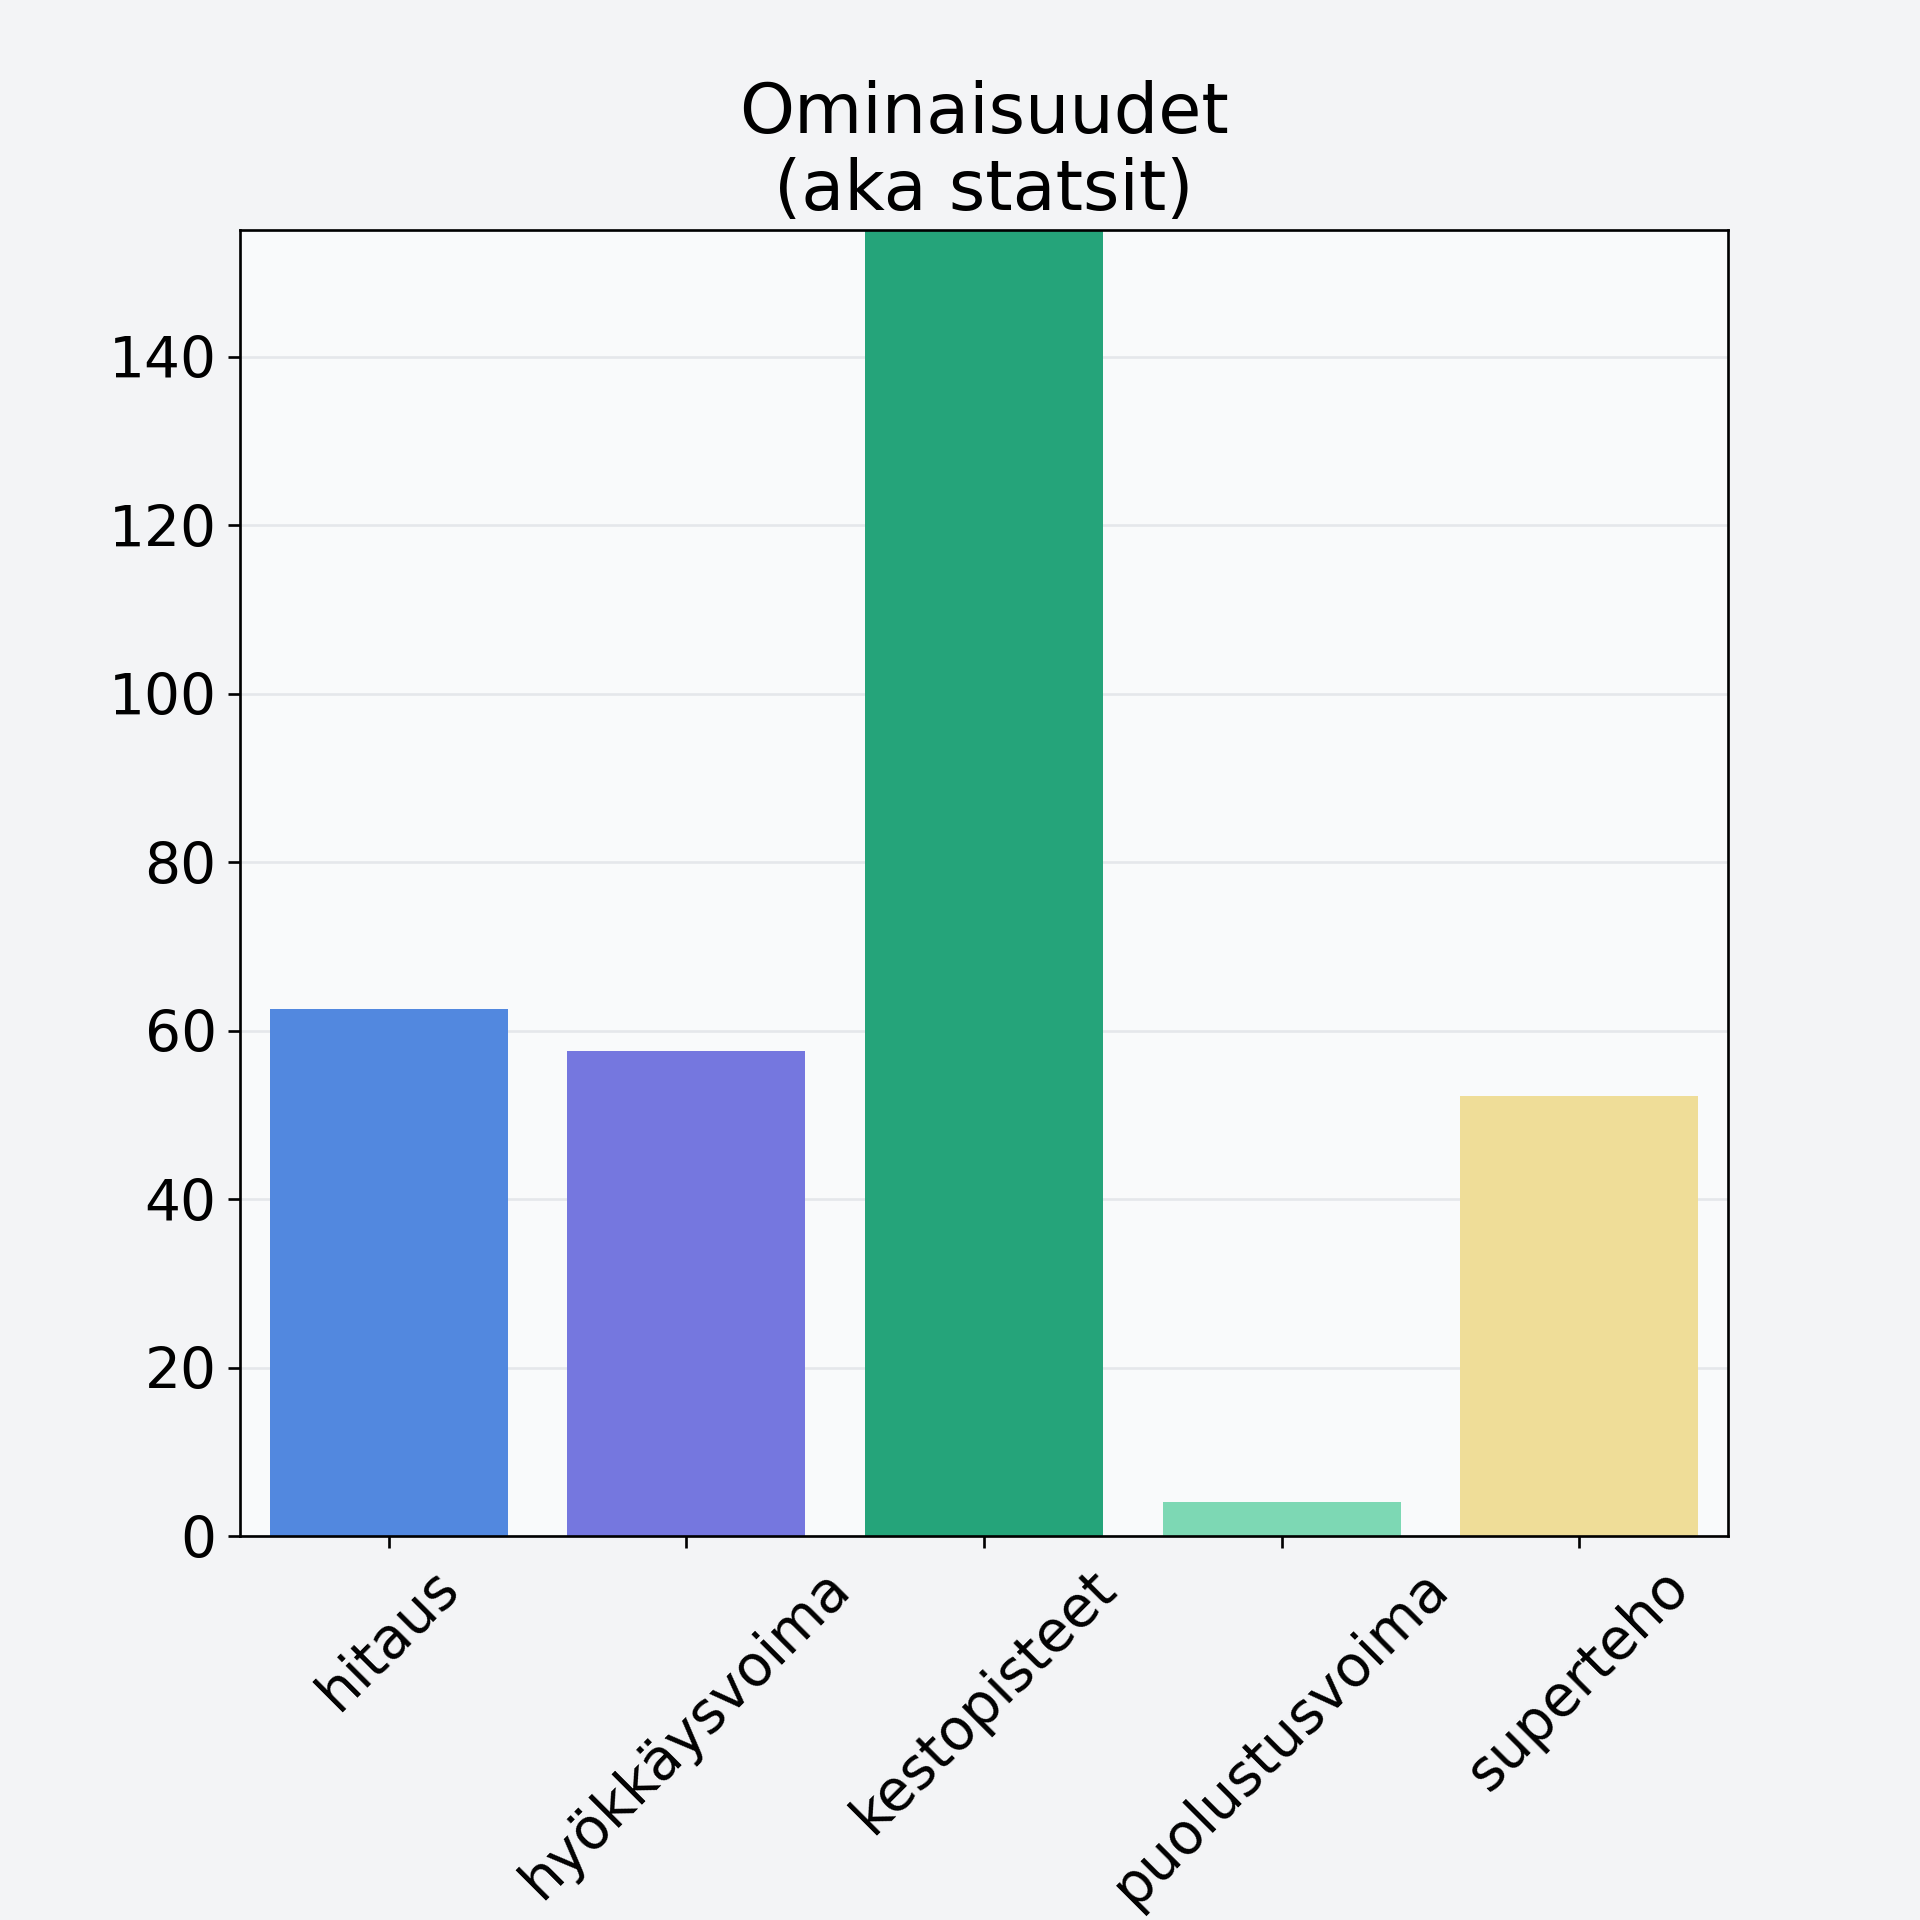 Ominaisuudet
(aka statsit)
140
120
100
80
60
40
20
0
hitaus
hyökkäysvoima
kestopisteet
puolustusvoima
superteho